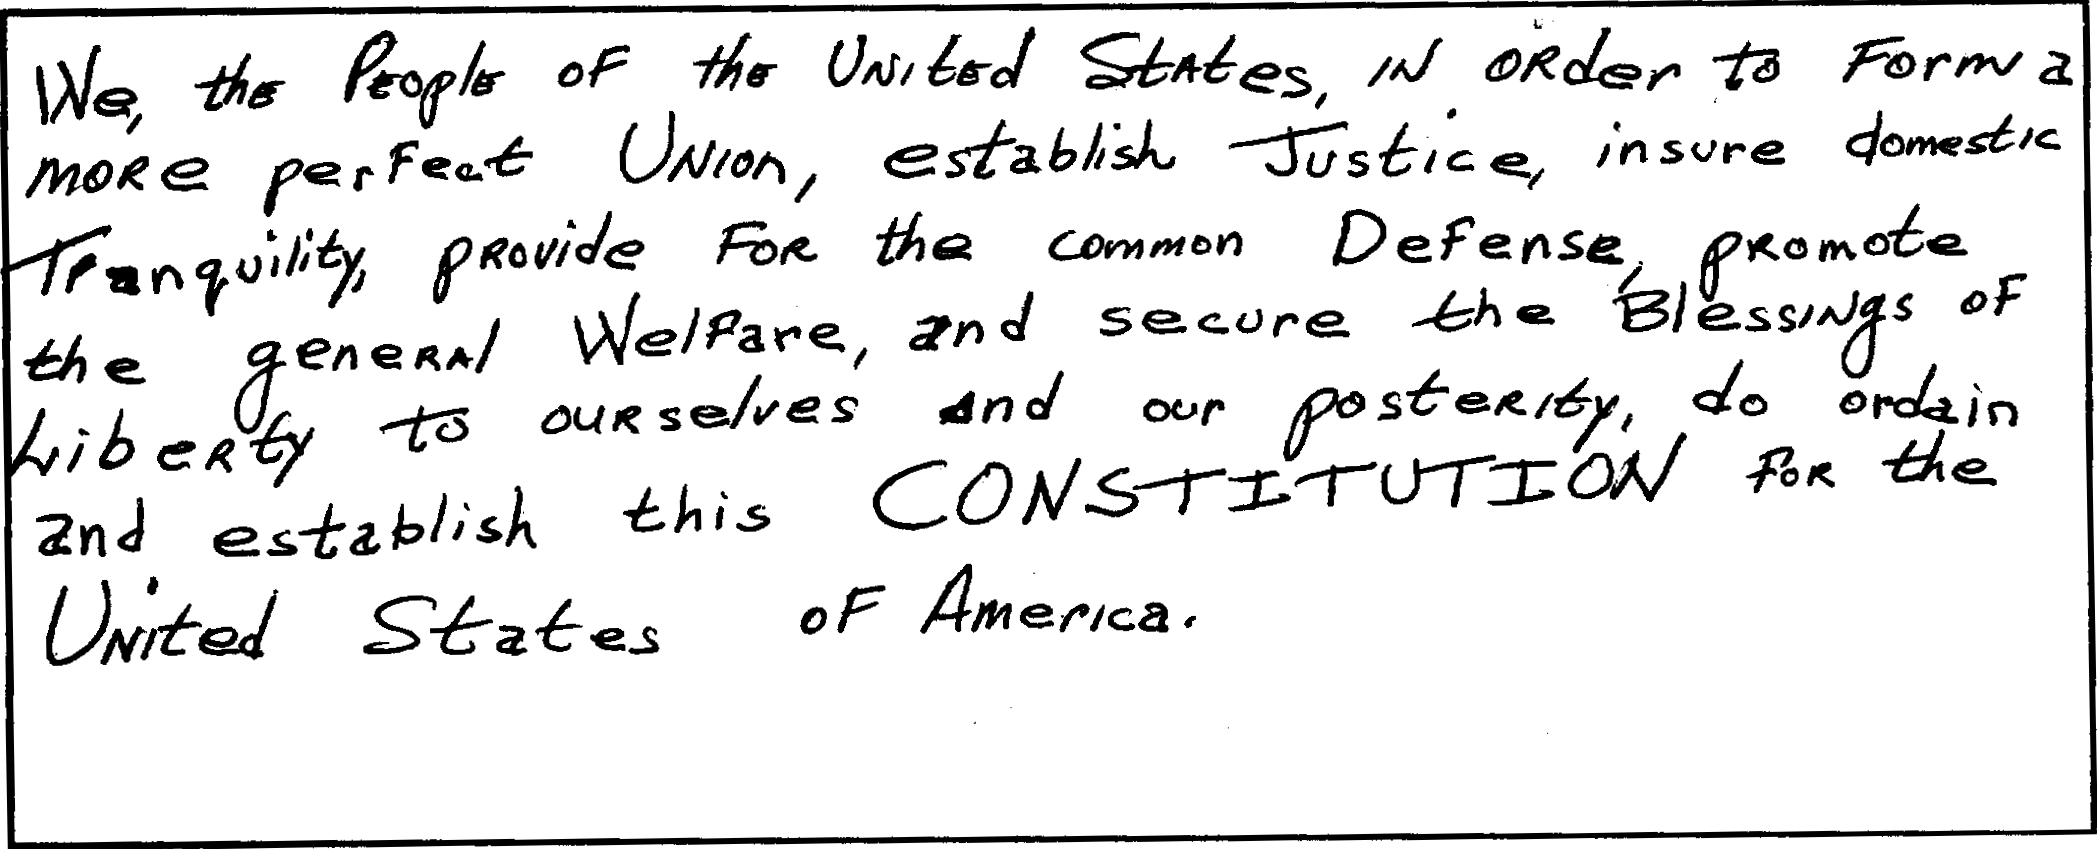 We, the People of the United States, in order to form a
more perfect Union, establish Justice, insure domestic
Tranquility, provide for the common Defense, promote
the general Welfare, and secure the Blessings of
Liberty to ourselves and our posterity, do ordain
and establish this CONSTITUTION for the
United States of America.